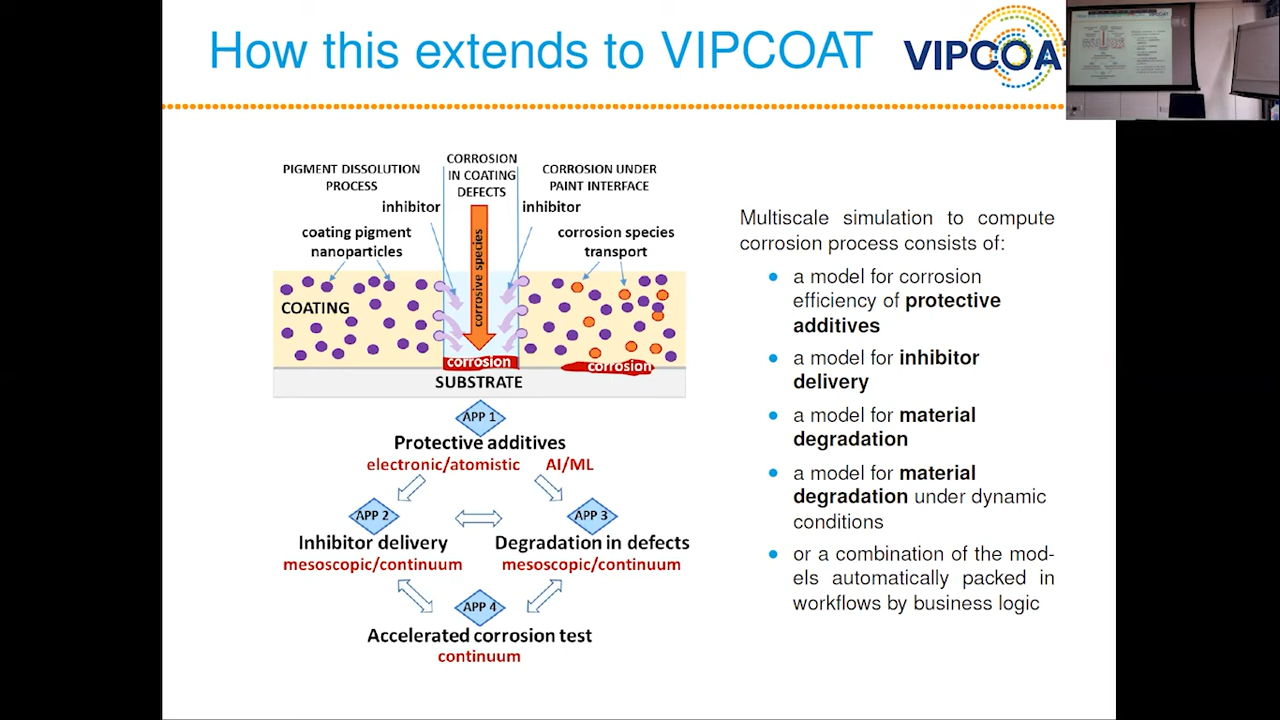 How this extends to VIPCOAT
VIPCOA
PIGMENT DISSOLUTION
PROCESS
CORROSION
IN COATING
DEFECTS
CORROSION UNDER
PAINT INTERFACE
inhibitor
inhibitor
coating pigment
nanoparticles
corrosion species
transport
corrosive species
COATING
corrosion
corrosion
SUBSTRATE
APP 1
Protective additives
electronic/atomistic AI/ML
APP 2
APP 3
Inhibitor delivery
mesoscopic/continuum
Degradation in defects
mesoscopic/continuum
APP 4
Accelerated corrosion test
continuum
Multiscale simulation to compute
corrosion process consists of:
a model for corrosion
efficiency of protective
additives
a model for inhibitor
delivery
a model for material
degradation
a model for material
degradation under dynamic
conditions
or a combination of the mod-
els automatically packed in
workflows by business logic